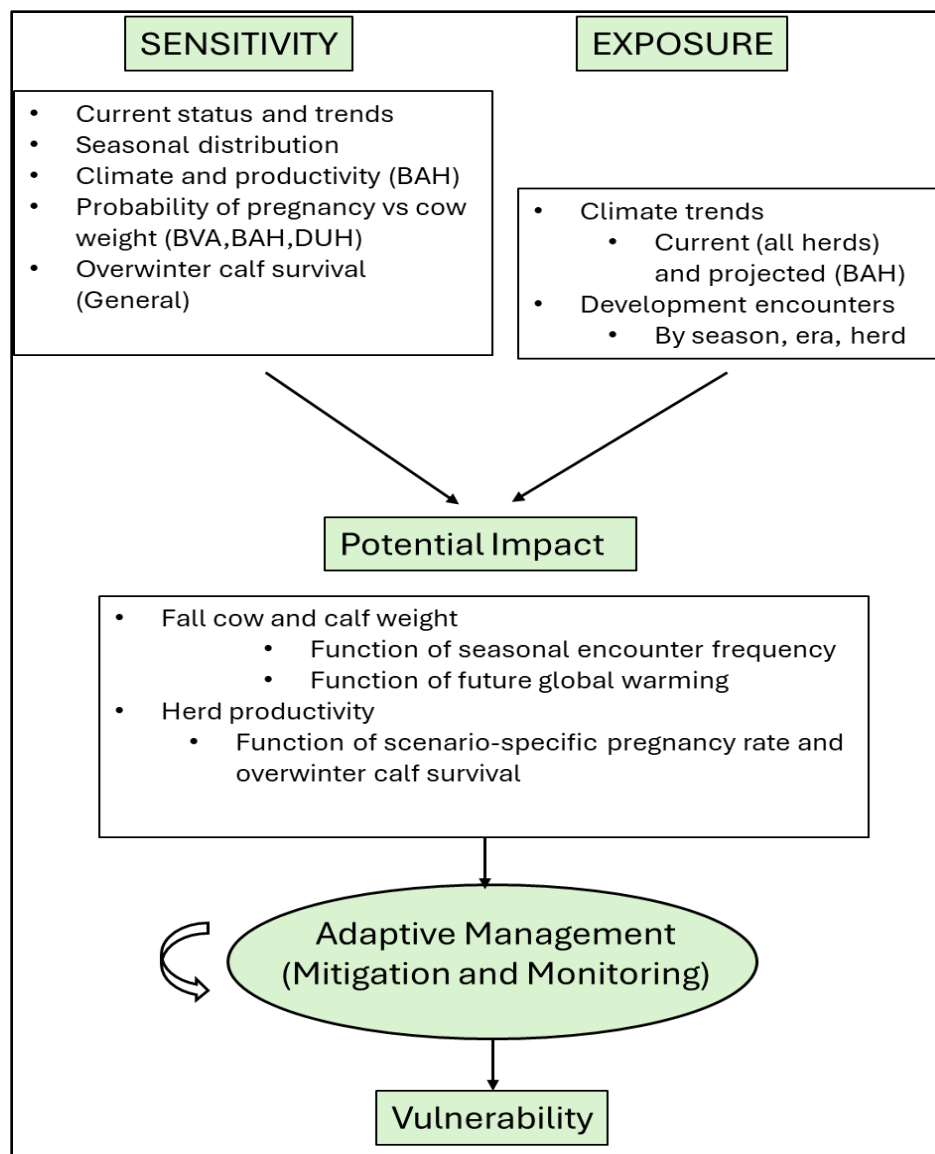 SENSITIVITY
• Current status and trends
• Seasonal distribution
• Climate and productivity (BAH)
• Probability of pregnancy vs cow
weight (BVA,BAH,DUH)
• Overwinter calf survival
(General)
EXPOSURE
• Climate trends
• Current (all herds)
and projected (BAH)
• Development encounters
• By season, era, herd
Potential Impact
• Fall cow and calf weight
• Function of seasonal encounter frequency
• Function of future global warming
• Herd productivity
• Function of scenario-specific pregnancy rate and
overwinter calf survival
Adaptive Management
(Mitigation and Monitoring)
Vulnerability